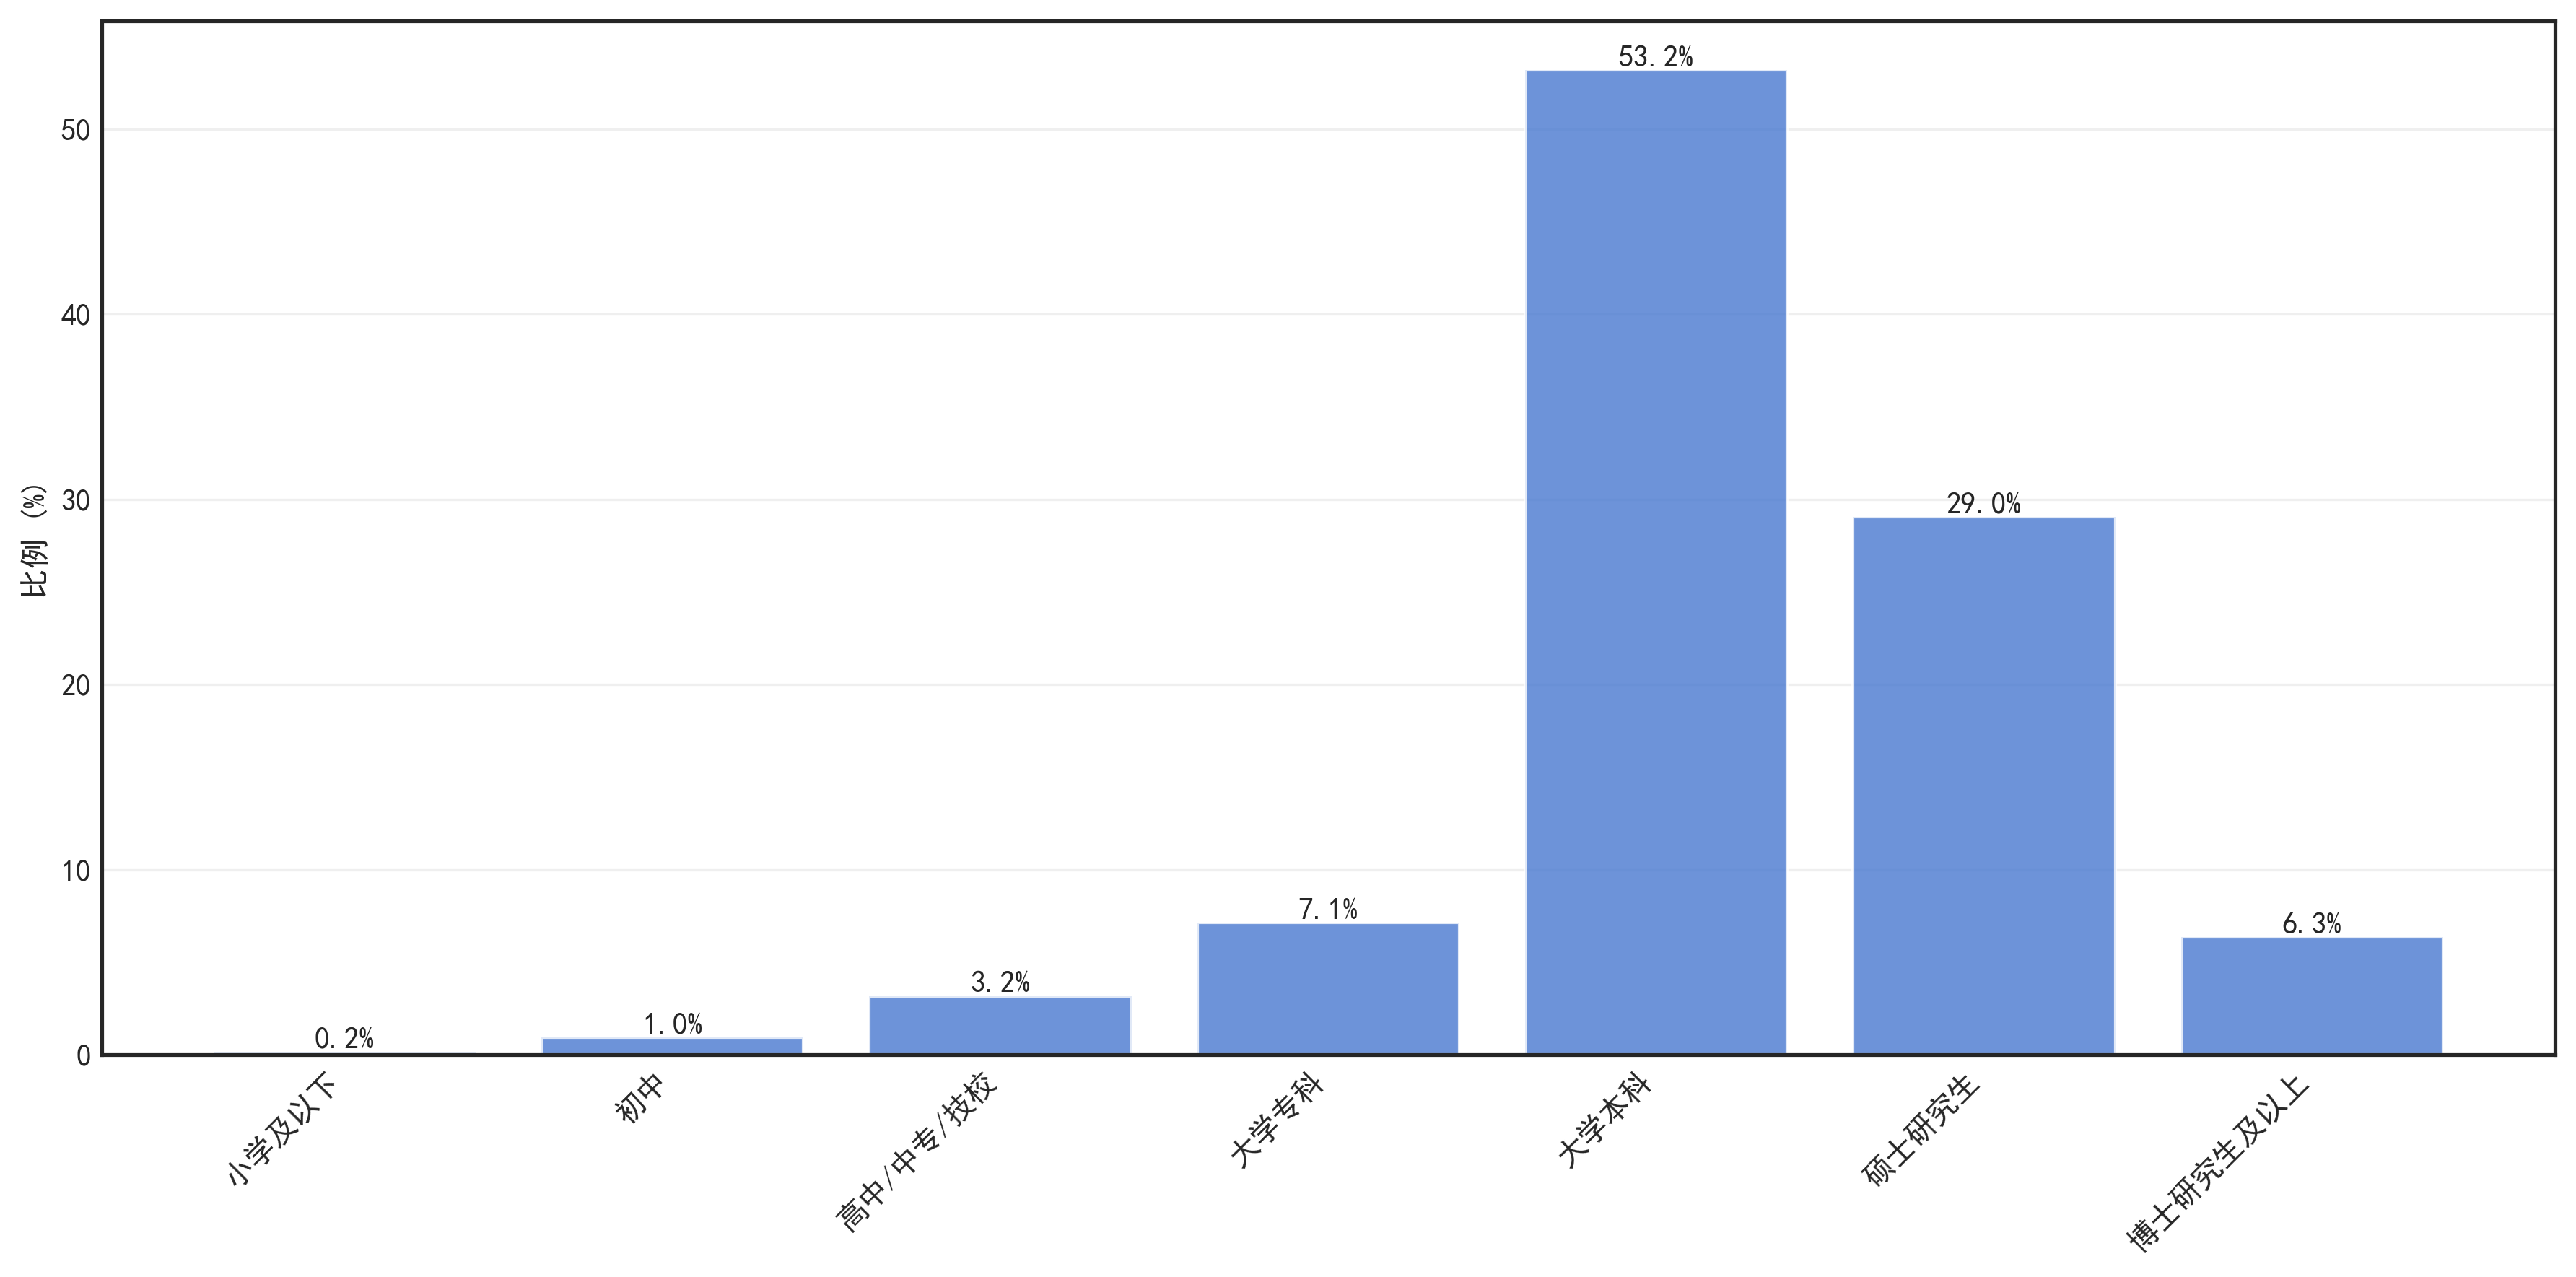 比例 (%)
50
40
30
20
10
0
0.2%
1.0%
3.2%
7.1%
53.2%
29.0%
6.3%
小学及以下
初中
高中/中专/技校
大学专科
大学本科
硕士研究生
博士研究生及以上